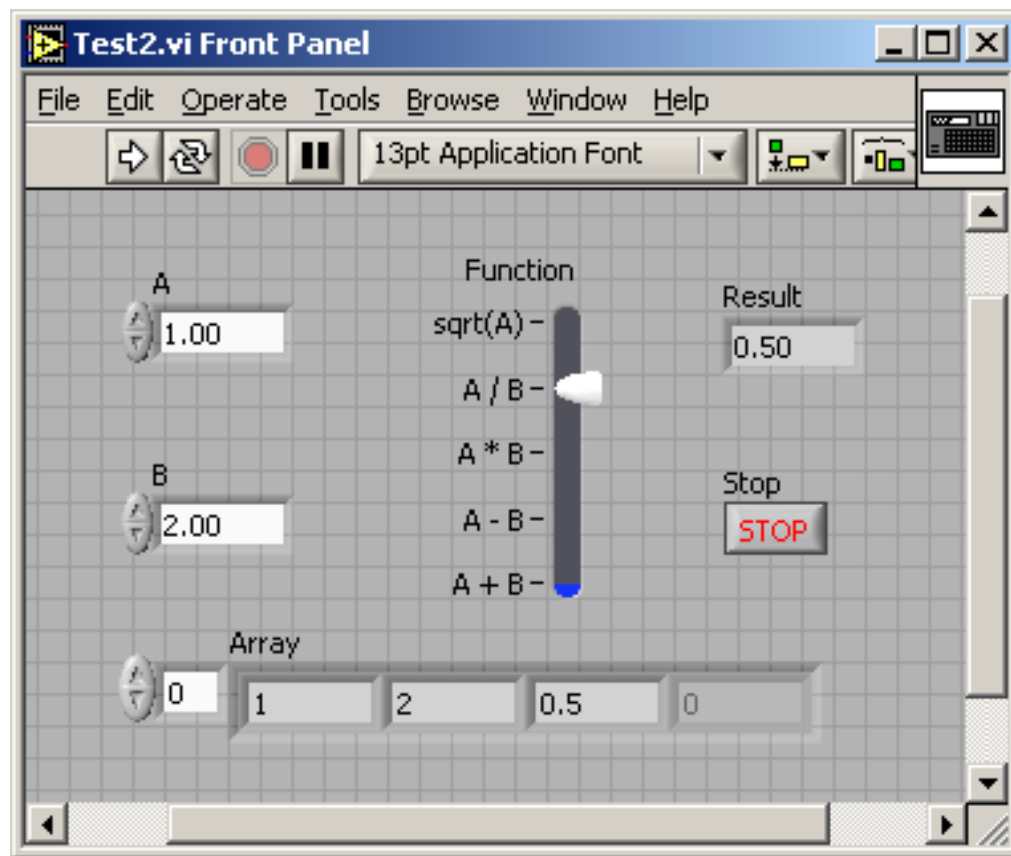 Test2.vi Front Panel
File Edit Operate Tools Browse Window Help
13pt Application Font
A
1.00
B
2.00
Function
sqrt(A)
A / B
A * B
A - B
A + B
Result
0.50
Stop
STOP
Array
0
1
2
0.5
0